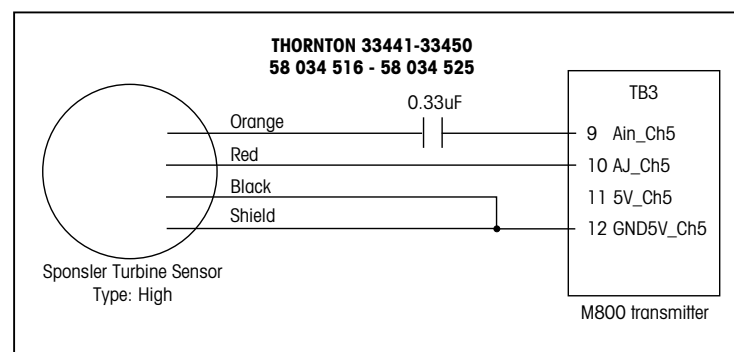 THORNTON 33441-33450
58 034 516 - 58 034 525
0.33uF
TB3
Orange
9 Ain_Ch5
Red
10 AJ_Ch5
Black
11 5V_Ch5
Shield
12 GND5V_Ch5
Sponsler Turbine Sensor
Type: High
M800 transmitter